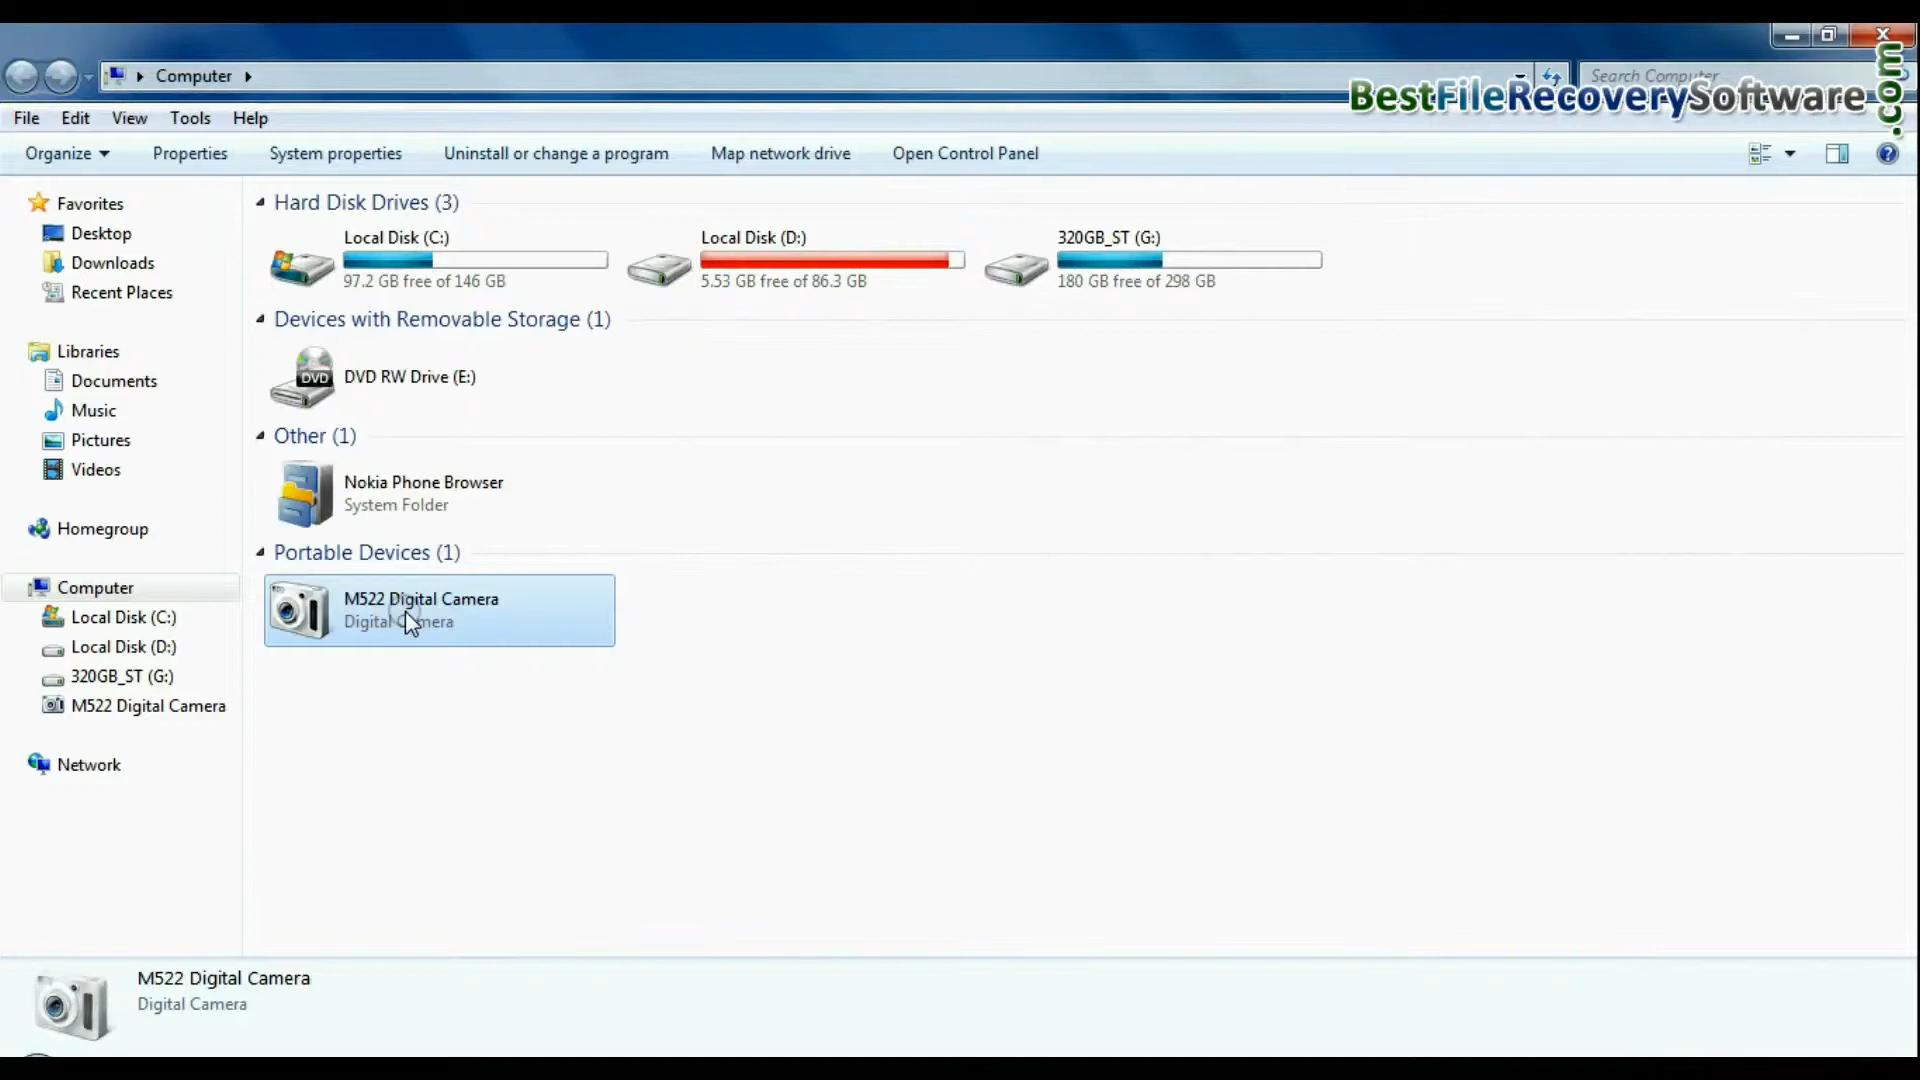 Computer
Search Computer
BestFileRecoverySoftware.com
File Edit View Tools Help
Organize Properties System properties Uninstall or change a program Map network drive Open Control Panel
Favorites
Desktop
Downloads
Recent Places
Libraries
Documents
Music
Pictures
Videos
Homegroup
Computer
Local Disk (C:)
Local Disk (D:)
320GB_ST (G:)
M522 Digital Camera
Network
Hard Disk Drives (3)
Local Disk (C:)
97.2 GB free of 146 GB
Local Disk (D:)
5.53 GB free of 86.3 GB
320GB_ST (G:)
180 GB free of 298 GB
Devices with Removable Storage (1)
DVD
DVD RW Drive (E:)
Other (1)
Nokia Phone Browser
System Folder
Portable Devices (1)
M522 Digital Camera
Digital Camera
M522 Digital Camera
Digital Camera